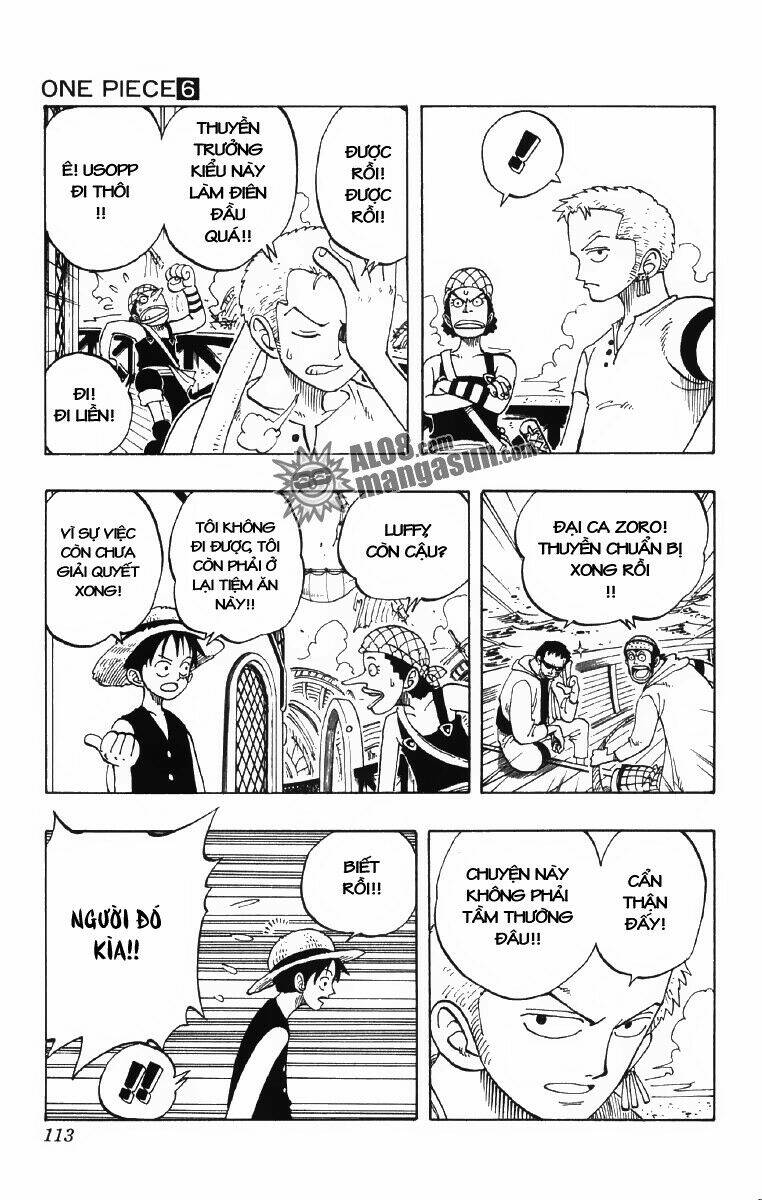 ONE PIECE 6
!!
ĐƯỢC
RỒI!
ĐƯỢC
RỒI!
THUYỀN
TRƯỞNG
KIỂU NÀY
LÀM ĐIÊN
ĐẦU
QUÁ!!
Ê! USOPP
ĐI THÔI
!!
ĐI!
ĐI LIỀN!
AL08.com
mangasun.com
ĐẠI CA ZORO!
THUYỀN CHUẨN BỊ
XONG RỒI
!!
LUFFY,
CÒN CẬU?
TÔI KHÔNG
ĐI ĐƯỢC, TÔI
CÒN PHẢI Ở
LẠI TIỆM ĂN
NÀY!!
VÌ SỰ VIỆC
CÒN CHƯA
GIẢI QUYẾT
XONG!
CẨN
THẬN
ĐẤY!
CHUYỆN NÀY
KHÔNG PHẢI
TẦM THƯỜNG
ĐÂU!!
BIẾT
RỒI!!
NGƯỜI ĐÓ
KÌA!!
!!
113